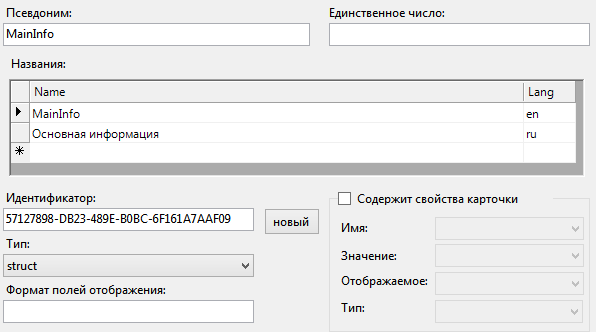 Псевдоним: Единственное число:
MainInfo
Названия:
Name Lang
MainInfo en
Основная информация ru
Идентификатор: Содержит свойства карточки
57127898-DB23-489E-B0BC-6F161A7AAF09 новый
Имя:
Тип:
Значение:
struct
Отображаемое:
Формат полей отображения:
Тип: